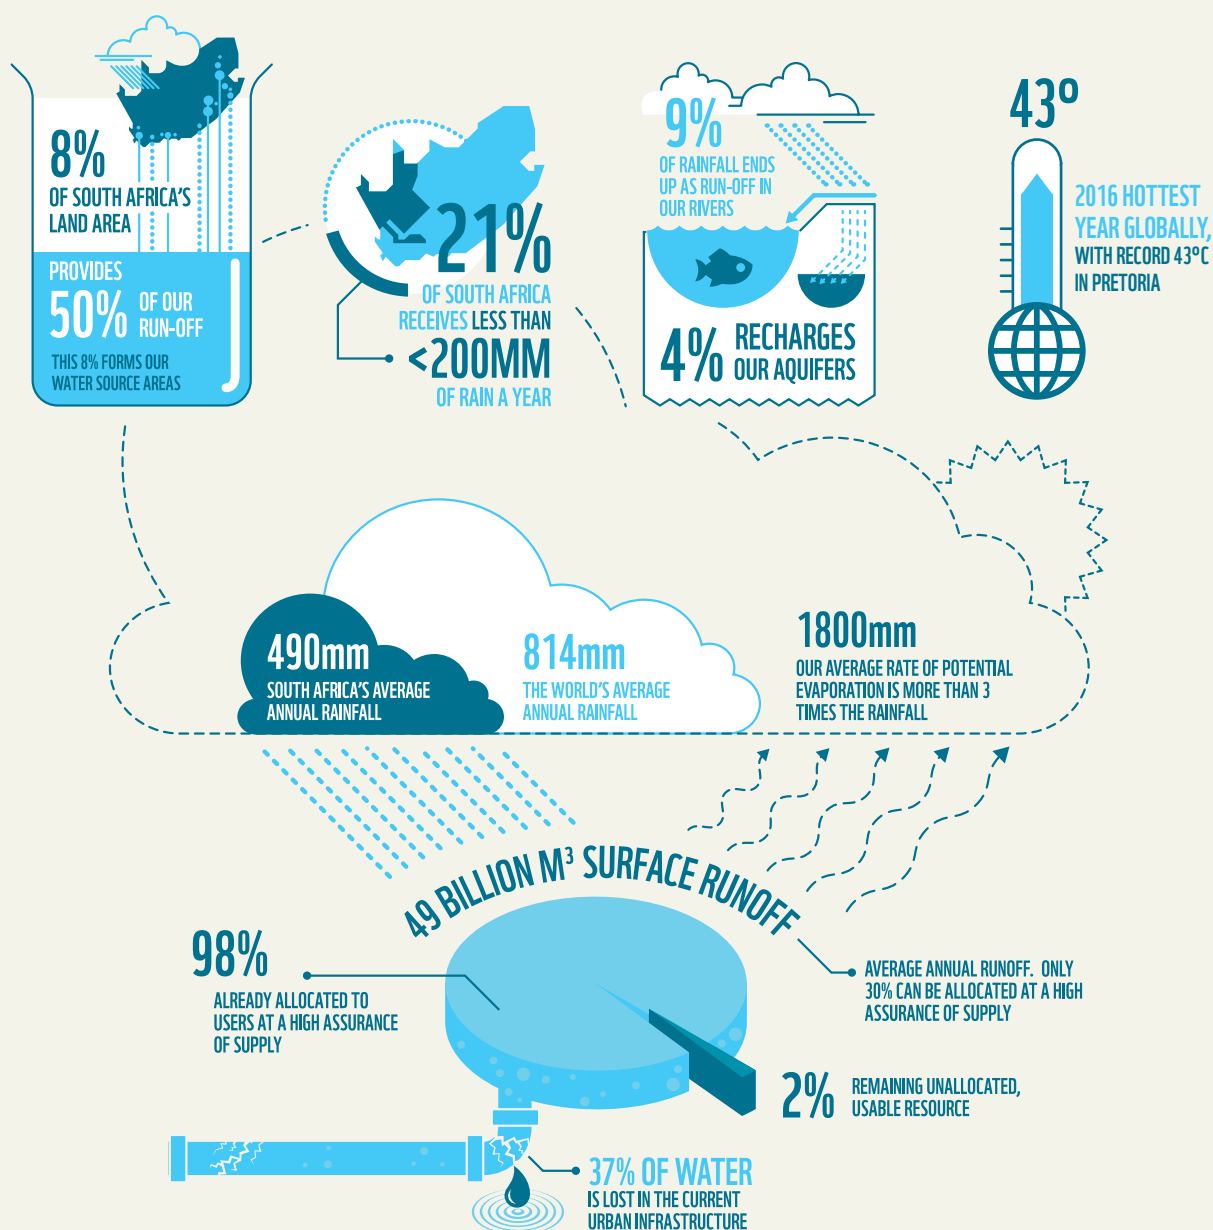 8%
OF SOUTH AFRICA'S
LAND AREA
PROVIDES
50% OF OUR
RUN-OFF
THIS 8% FORMS OUR
WATER SOURCE AREAS
21%
OF SOUTH AFRICA
RECEIVES LESS THAN
<200MM
OF RAIN A YEAR
9%
OF RAINFALL ENDS
UP AS RUN-OFF IN
OUR RIVERS
4% RECHARGES
OUR AQUIFERS
43º
2016 HOTTEST
YEAR GLOBALLY,
WITH RECORD 43ºC
IN PRETORIA
490mm
SOUTH AFRICA'S AVERAGE
ANNUAL RAINFALL
814mm
THE WORLD'S AVERAGE
ANNUAL RAINFALL
1800mm
OUR AVERAGE RATE OF POTENTIAL
EVAPORATION IS MORE THAN 3
TIMES THE RAINFALL
49 BILLION M³ SURFACE RUNOFF
98%
ALREADY ALLOCATED TO
USERS AT A HIGH ASSURANCE
OF SUPPLY
AVERAGE ANNUAL RUNOFF. ONLY
30% CAN BE ALLOCATED AT A HIGH
ASSURANCE OF SUPPLY
2% REMAINING UNALLOCATED,
USABLE RESOURCE
37% OF WATER
IS LOST IN THE CURRENT
URBAN INFRASTRUCTURE